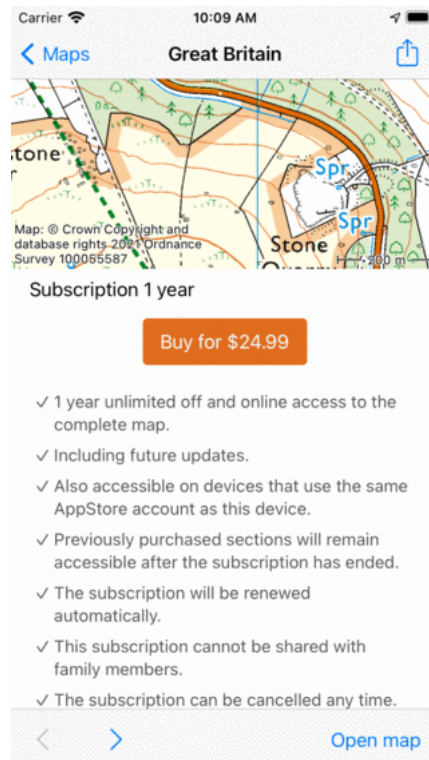 Carrier 10:09 AM
Maps Great Britain
tone
Spr
Spr
Stone
Map: © Crown Copyright and
database rights 2021 Ordnance
Survey 100055587
200 m
Subscription 1 year
Buy for $24.99
✓ 1 year unlimited off and online access to the
complete map.
✓ Including future updates.
✓ Also accessible on devices that use the same
AppStore account as this device.
✓ Previously purchased sections will remain
accessible after the subscription has ended.
✓ The subscription will be renewed
automatically.
✓ This subscription cannot be shared with
family members.
✓ The subscription can be cancelled any time.
Open map